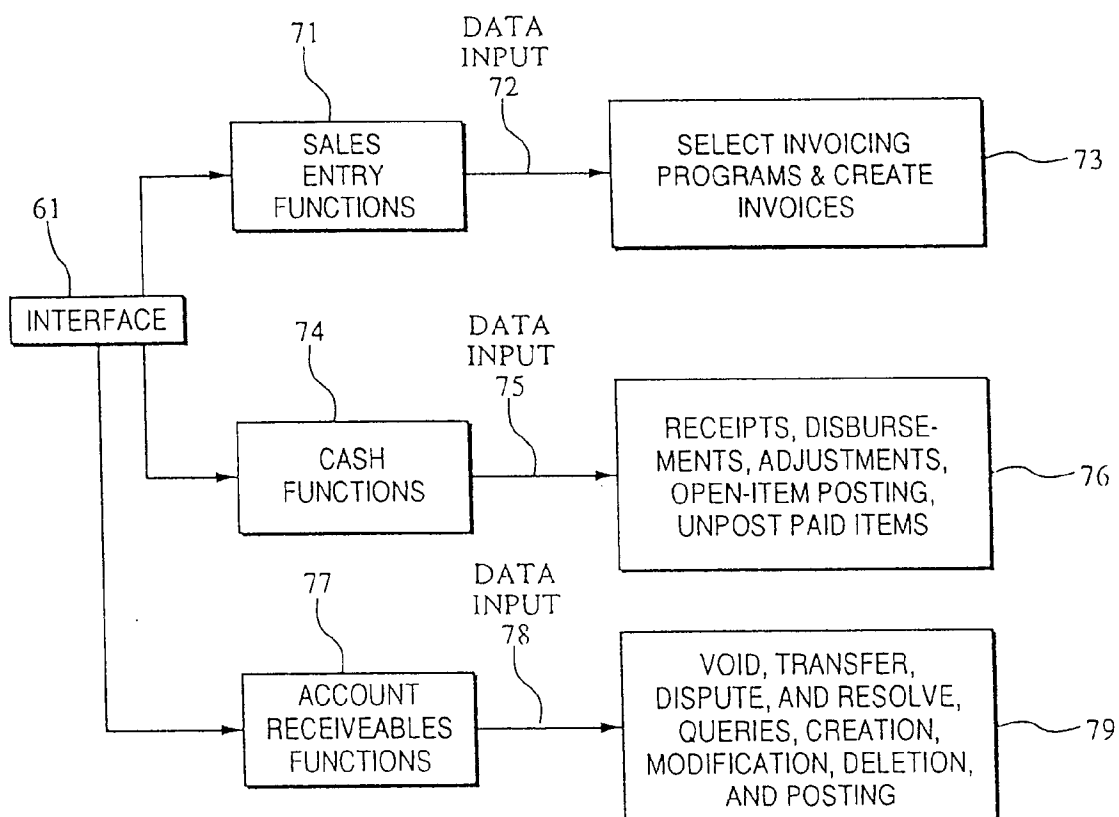 71
DATA
INPUT
72
SALES
ENTRY
FUNCTIONS
SELECT INVOICING
PROGRAMS & CREATE
INVOICES
73
61
INTERFACE
74
DATA
INPUT
75
CASH
FUNCTIONS
RECEIPTS, DISBURSE-
MENTS, ADJUSTMENTS,
OPEN-ITEM POSTING,
UNPOST PAID ITEMS
76
77
DATA
INPUT
78
ACCOUNT
RECEIVEABLES
FUNCTIONS
VOID, TRANSFER,
DISPUTE, AND RESOLVE,
QUERIES, CREATION,
MODIFICATION, DELETION,
AND POSTING
79